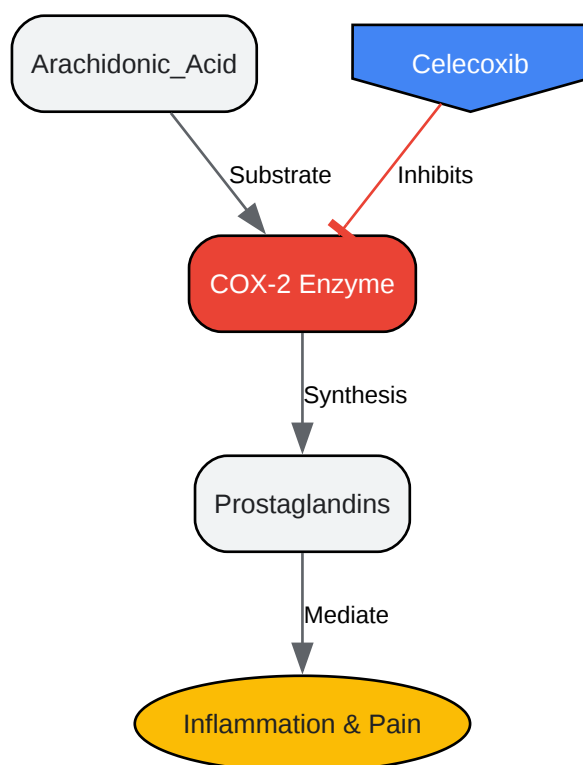 Arachidonic_Acid
Celecoxib
Substrate
Inhibits
COX-2 Enzyme
Synthesis
Prostaglandins
Mediate
Inflammation & Pain